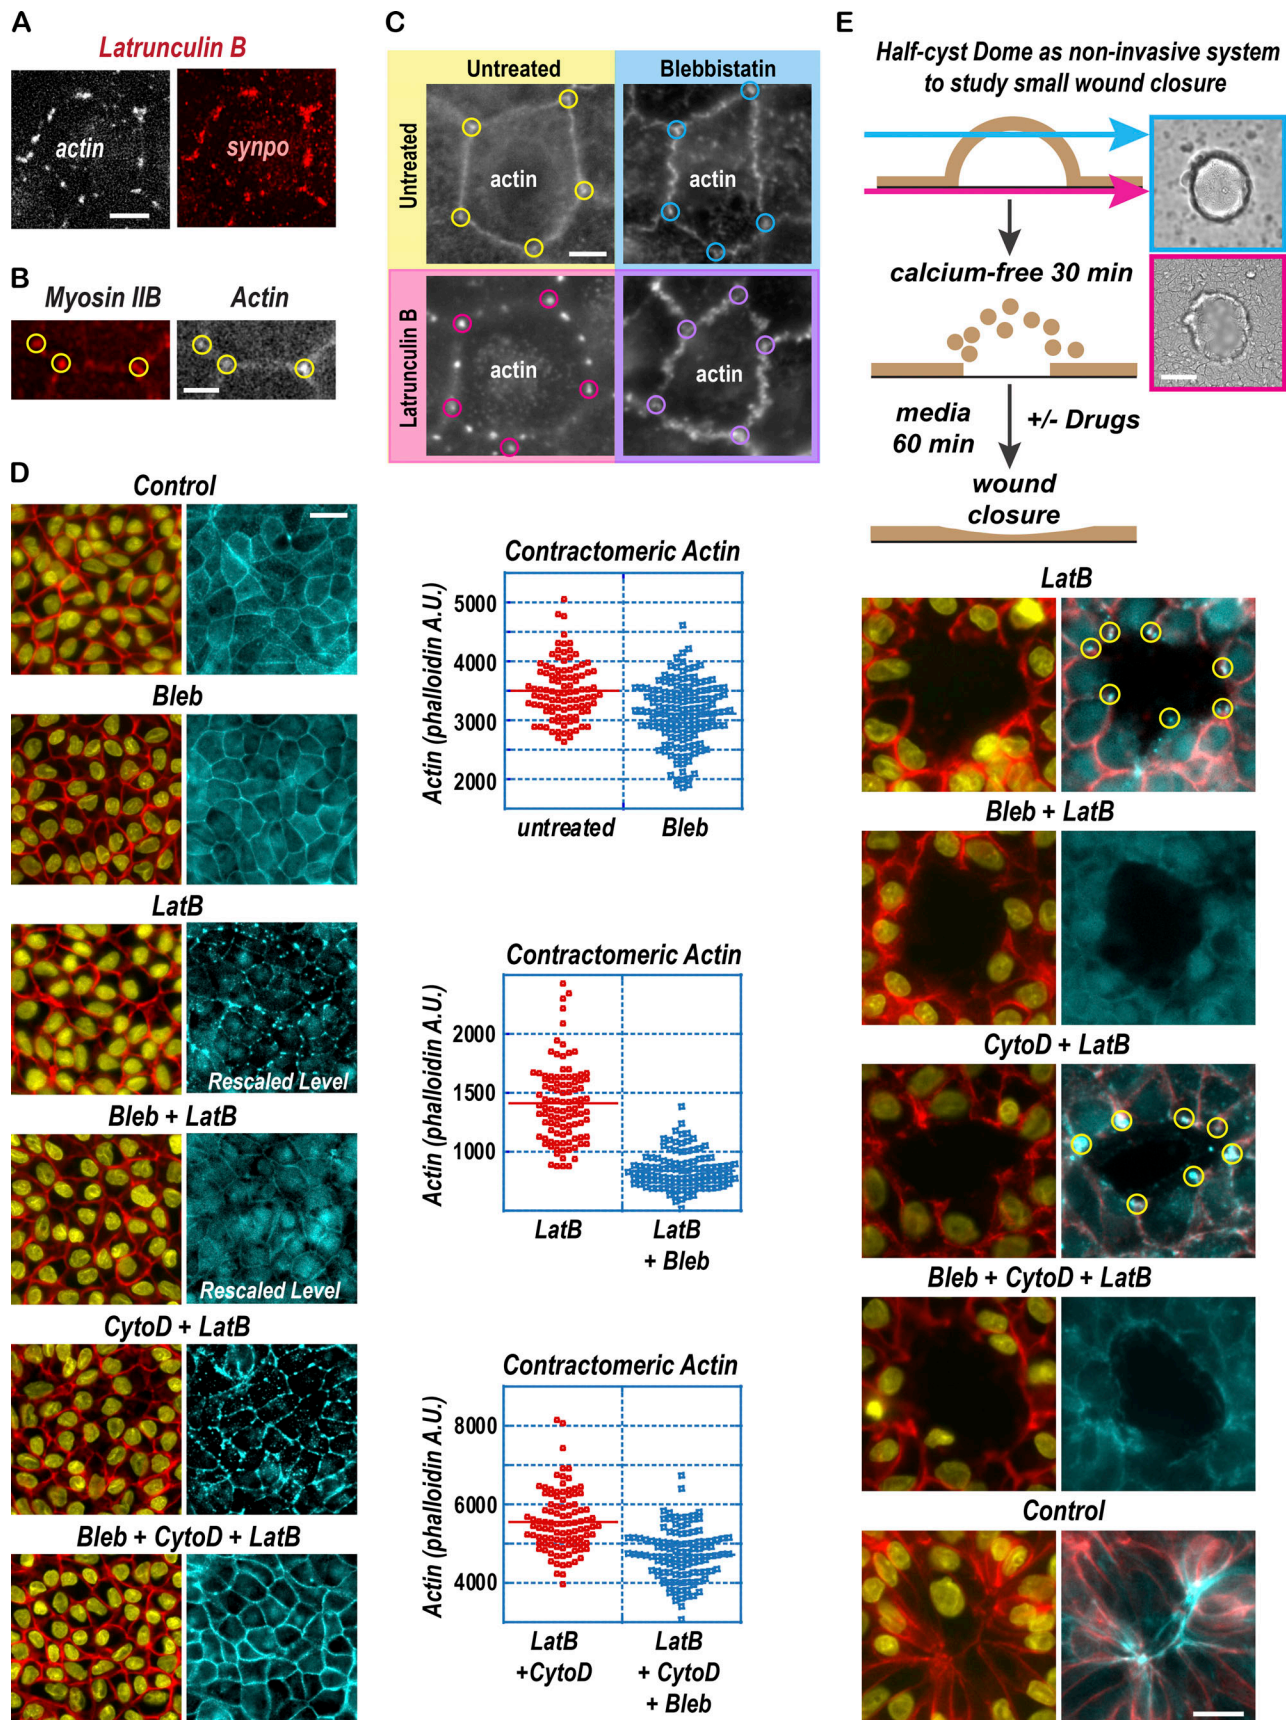 A
Latrunculin B
actin
synpo
B
Myosin IIB
Actin
C
Untreated
Blebbistatin
Untreated
actin
actin
Latrunculin B
actin
actin
D
Control
Bleb
LatB
Rescaled Level
Bleb + LatB
Rescaled Level
CytoD + LatB
Bleb + CytoD + LatB
Contractomeric Actin
Actin (phalloidin A.U.)
5000
4000
3000
2000
untreated
Bleb
Contractomeric Actin
Actin (phalloidin A.U.)
2000
1500
1000
LatB
LatB
+ Bleb
Contractomeric Actin
Actin (phalloidin A.U.)
8000
6000
4000
LatB
+CytoD
LatB
+ CytoD
+ Bleb
E
Half-cyst Dome as non-invasive system
to study small wound closure
calcium-free 30 min
media
60 min
+/- Drugs
wound
closure
LatB
Bleb + LatB
CytoD + LatB
Bleb + CytoD + LatB
Control